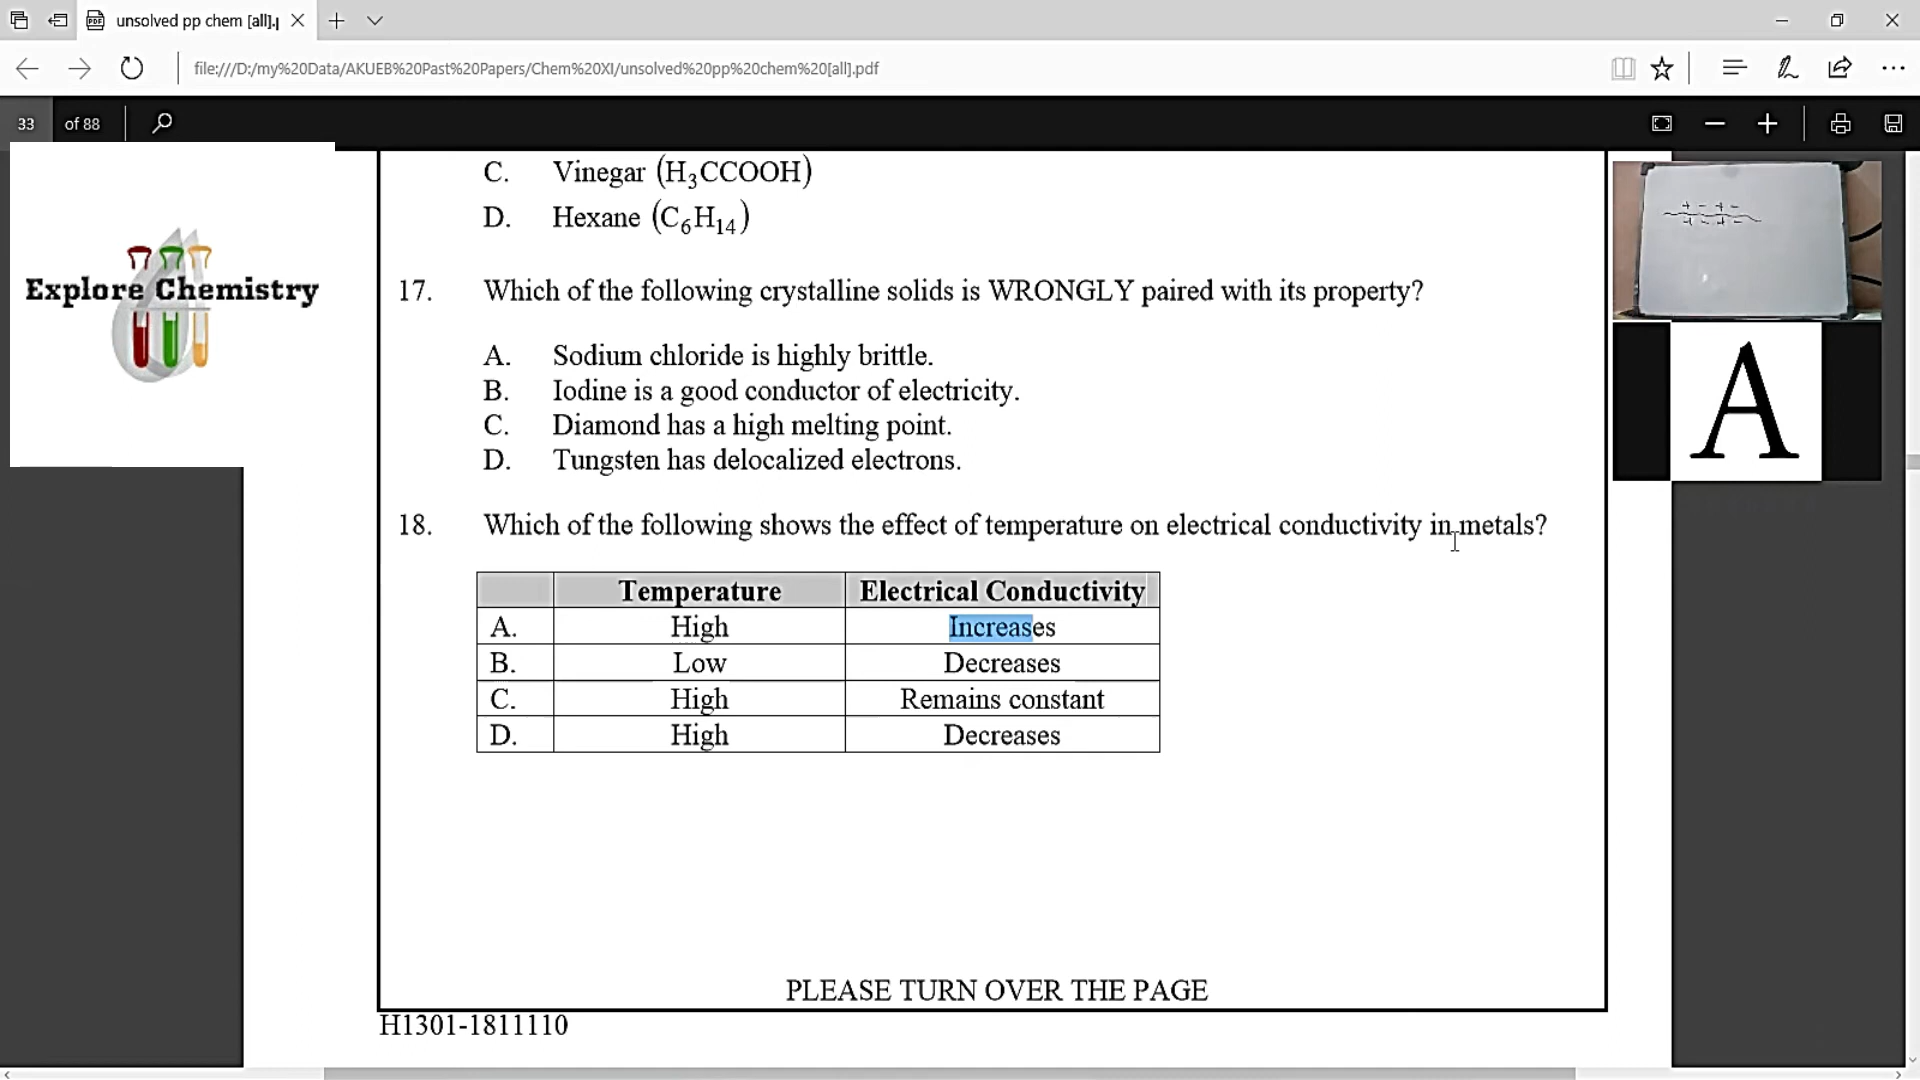 unsolved pp chem [all].p
file:///D:/my%20Data/AKUEB%20Past%20Papers/Chem%20XI/unsolved%20pp%20chem%20[all].pdf
33 of 88
Explore Chemistry
C. Vinegar (H₃CCOOH)
D. Hexane (C₆H₁₄)
17. Which of the following crystalline solids is WRONGLY paired with its property?
A. Sodium chloride is highly brittle.
B. Iodine is a good conductor of electricity.
C. Diamond has a high melting point.
D. Tungsten has delocalized electrons.
18. Which of the following shows the effect of temperature on electrical conductivity in metals?
Temperature Electrical Conductivity
A. High Increases
B. Low Decreases
C. High Remains constant
D. High Decreases
PLEASE TURN OVER THE PAGE
H1301-1811110
+ - + -
+ - + -
A